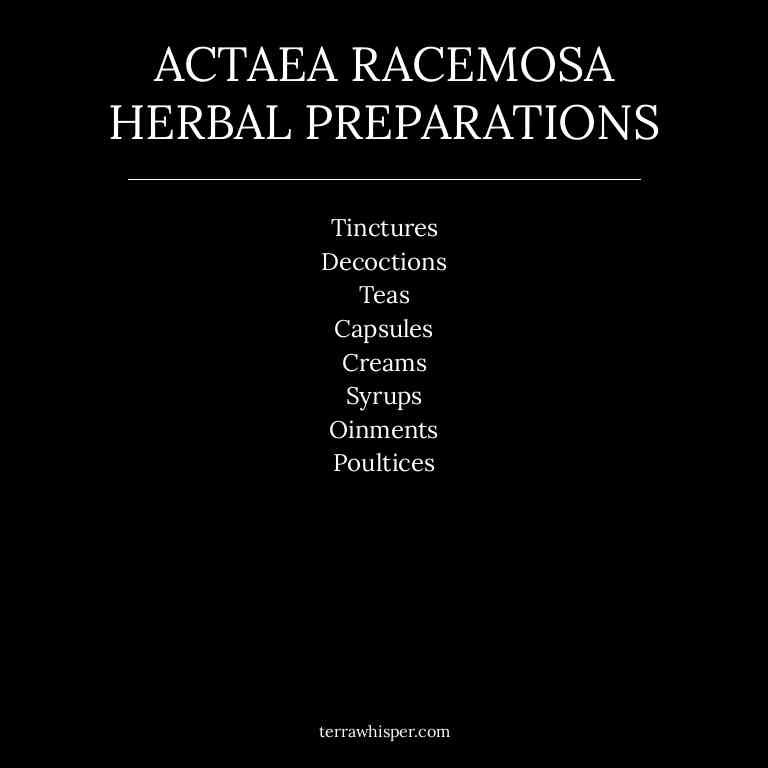 ACTAEA RACEMOSA
HERBAL PREPARATIONS
Tinctures
Decoctions
Teas
Capsules
Creams
Syrups
Oinments
Poultices
terrawhisper.com